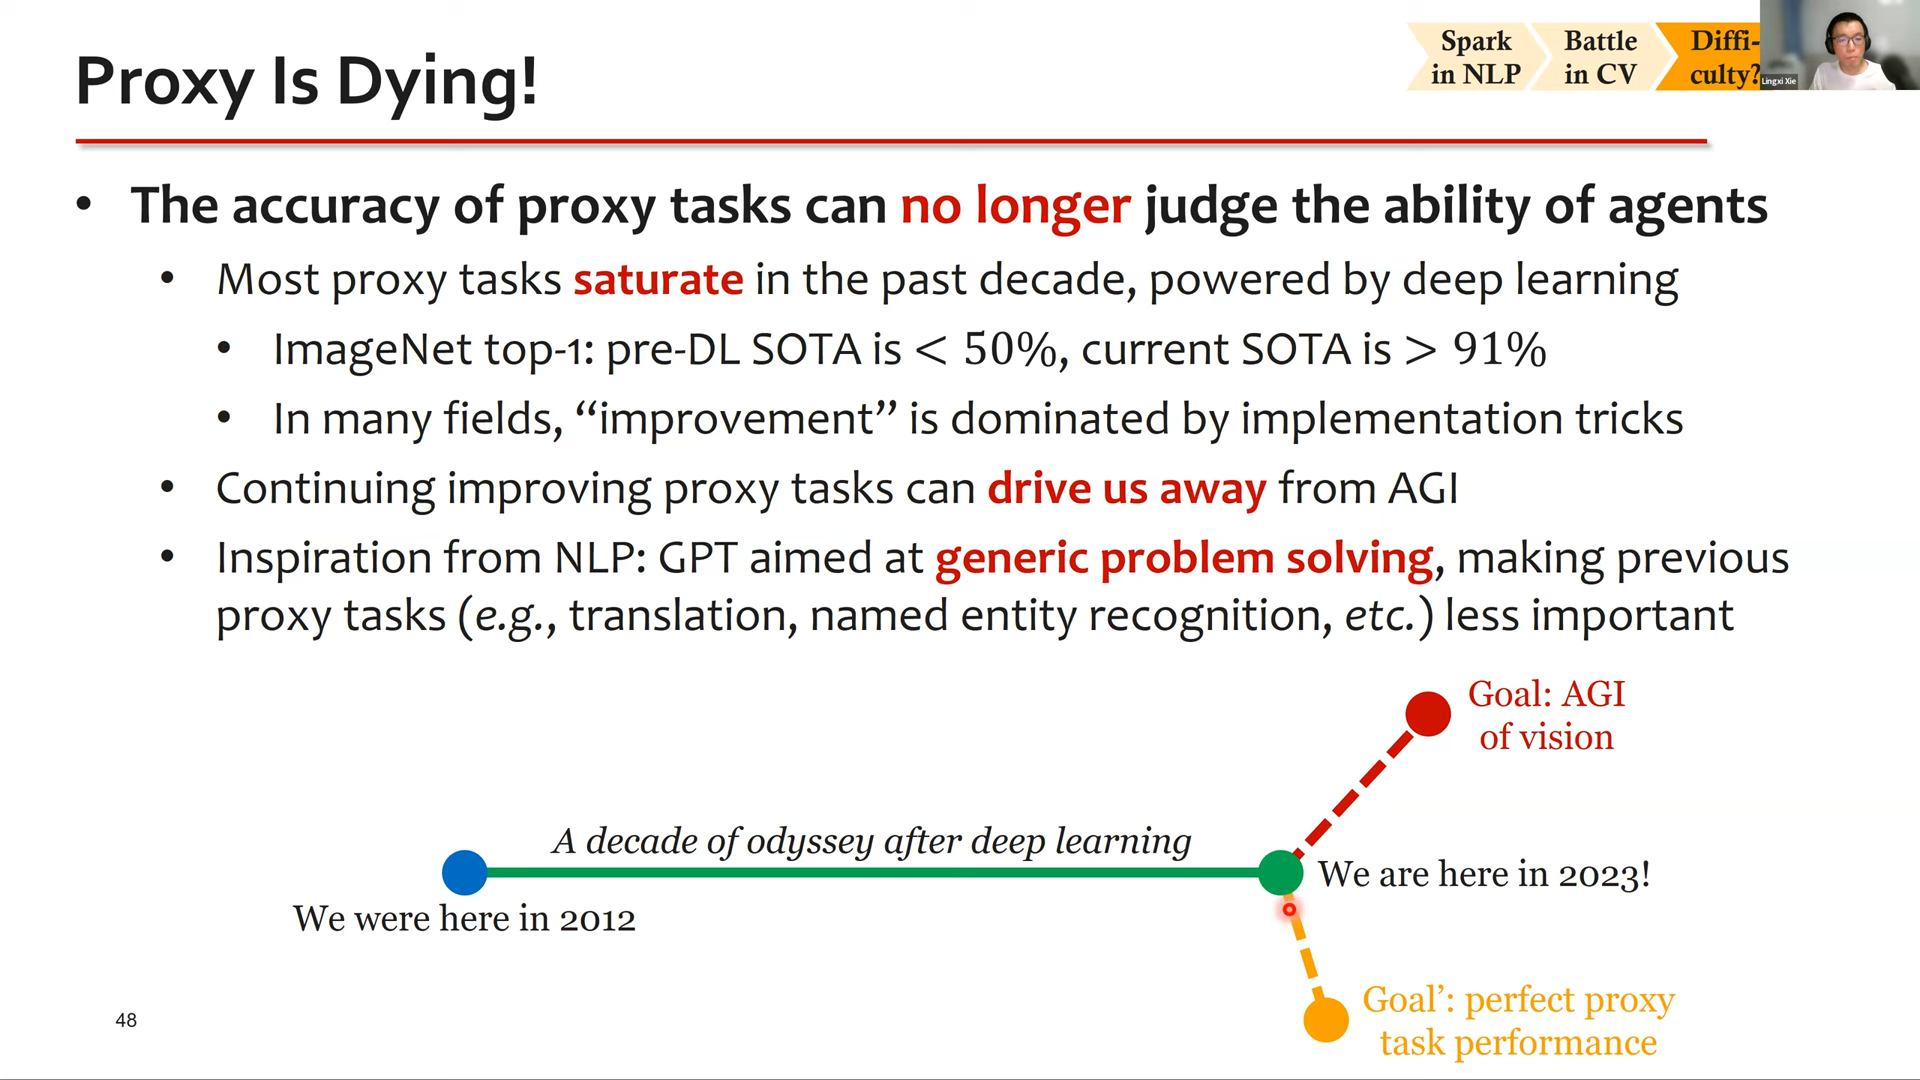 Proxy Is Dying!
Spark
in NLP
Battle
in CV
Diffi-
culty?
Lingxi Xie
• The accuracy of proxy tasks can no longer judge the ability of agents
• Most proxy tasks saturate in the past decade, powered by deep learning
• ImageNet top-1: pre-DL SOTA is < 50%, current SOTA is > 91%
• In many fields, “improvement” is dominated by implementation tricks
• Continuing improving proxy tasks can drive us away from AGI
• Inspiration from NLP: GPT aimed at generic problem solving, making previous
proxy tasks (e.g., translation, named entity recognition, etc.) less important
Goal: AGI
of vision
A decade of odyssey after deep learning
We are here in 2023!
We were here in 2012
Goal’: perfect proxy
task performance
48